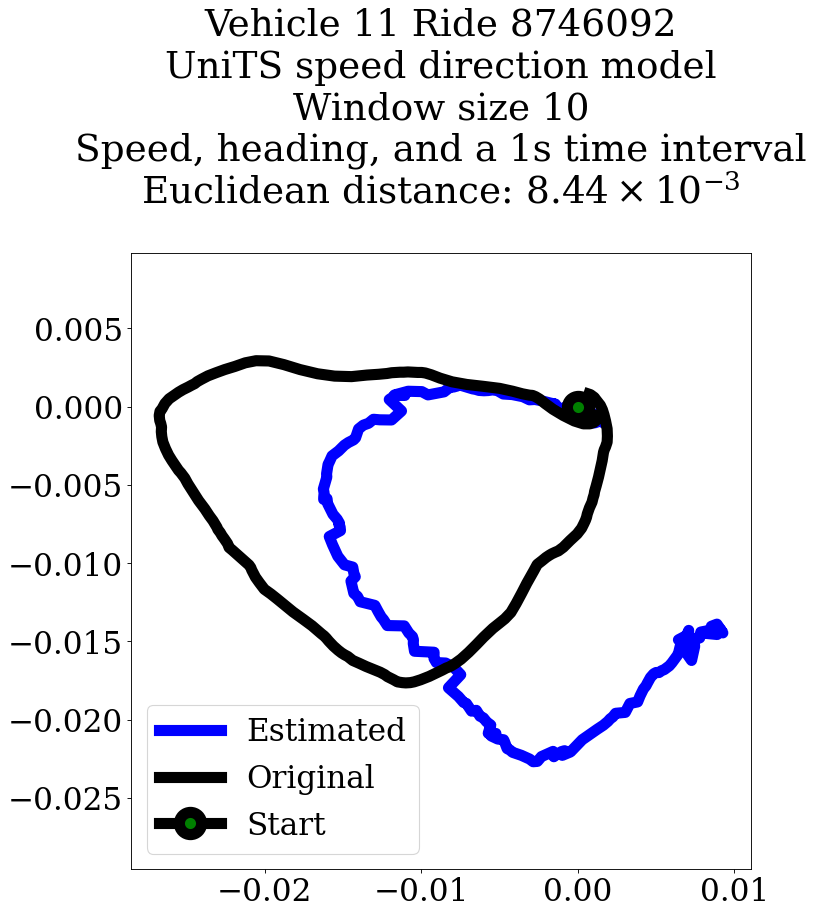 Vehicle 11 Ride 8746092
UniTS speed direction model
Window size 10
Speed, heading, and a 1s time interval
Euclidean distance: 8.44 × 10⁻³
0.005
0.000
−0.005
−0.010
−0.015
−0.020
−0.025
Estimated
Original
Start
−0.02 −0.01 0.00 0.01